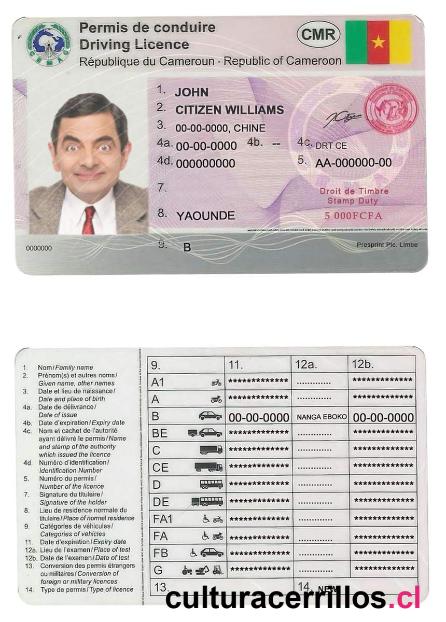 Permis de conduire
Driving Licence
République du Cameroun - Republic of Cameroon
CMR
CEMAC
1. JOHN
2. CITIZEN WILLIAMS
3. 00-00-0000, CHINE
4a. 00-00-0000 4b. -- 4c. DRT CE
4d. 000000000 5. AA-000000-00
7.
Droit de Timbre
Stamp Duty
8. YAOUNDE 5 000FCFA
0000000 9. B Presprint Plc. Limbe
1. Nom/Family name
2. Prénom(s) et autres noms/
Given name, other names
3. Date et lieu de naissance/
Date and place of birth
4a. Date de délivrance/
Date of issue
4b. Date d'expiration/Expiry date
4c. Nom et cachet de l'autorité
ayant délivré le permis/Name
and stamp of the authority
which issued the licence
4d Numéro d'identification/
Identification Number
5. Numéro du permis/
Number of the licence
7. Signature du titulaire/
Signature of the holder
8. Lieu de residence normale du
titulaire/Place of normal residence
9. Catégories de véhicules/
Categories of vehicles
11. Date d'expiration/Expiry date
12a. Lieu de l'examen/Place of test
12b. Date de l'examen/Date of test
13. Conversion des permis étrangers
ou militaires/Conversion of
foreign or military licences
14. Type de permis/Type of licence
9. 11. 12a. 12b.
A1 ************* ............. *************
A ************* ............. *************
B 00-00-0000 NANGA EBOKO 00-00-0000
BE ************* ............. *************
C ************* ............. *************
CE ************* ............. *************
D ************* ............. *************
DE ************* ............. *************
FA1 ************* ............. *************
FA ************* ............. *************
FB ************* ............. *************
G ************* ............. *************
13. 14. NEW
culturacerrillos.cl